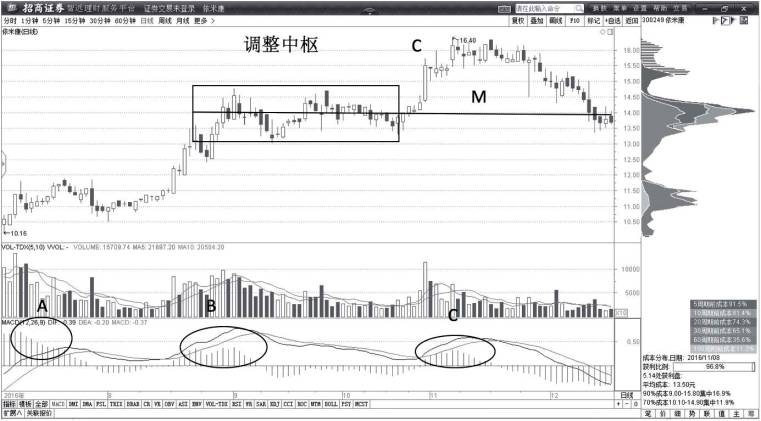 招商证券 智远理财服务平台 证券交易未登录 依米康
请在此输入命令
分时 1分钟 5分钟 15分钟 30分钟 60分钟 日线 周线 月线 更多 >
复权 叠加 画线 F10 标记 +自选 返回
300249 依米康
依米康(日线)
调整中枢
C
16.40
M
16.00
15.50
15.00
14.50
14.00
13.50
13.00
12.50
12.00
11.50
11.00
10.50
10.16
VOL-TDX(5,10) VVOL: - VOLUME: 15709.74 MA5: 21887.20 MA10: 20584.20
10000
5000
X10
A
B
C
MACD(12,26,9) DIF: -0.39 DEA: -0.20 MACD: -0.37
0.50
0.00
2016年
8
9
10
11
12
日线
指标 模板 全部 MACD DMI DMA FSL TRIX BRAR CR VR OBV ASI EMV VOL-TDX RSI WR SAR KDJ CCI ROC MTM BOLL PSY MCST
扩展∧ 关联报价
5周期前成本91.5%
10周期前成本81.4%
20周期前成本74.3%
30周期前成本65.1%
60周期前成本35.6%
成本分布,日期: 2016/11/08
获利比例: 96.8%
5.14处获利盘:
平均成本: 13.50元
90%成本9.00-15.80集中16.9%
70%成本10.10-14.90集中11.9%
笔 价 细 势 联 值 主 筹